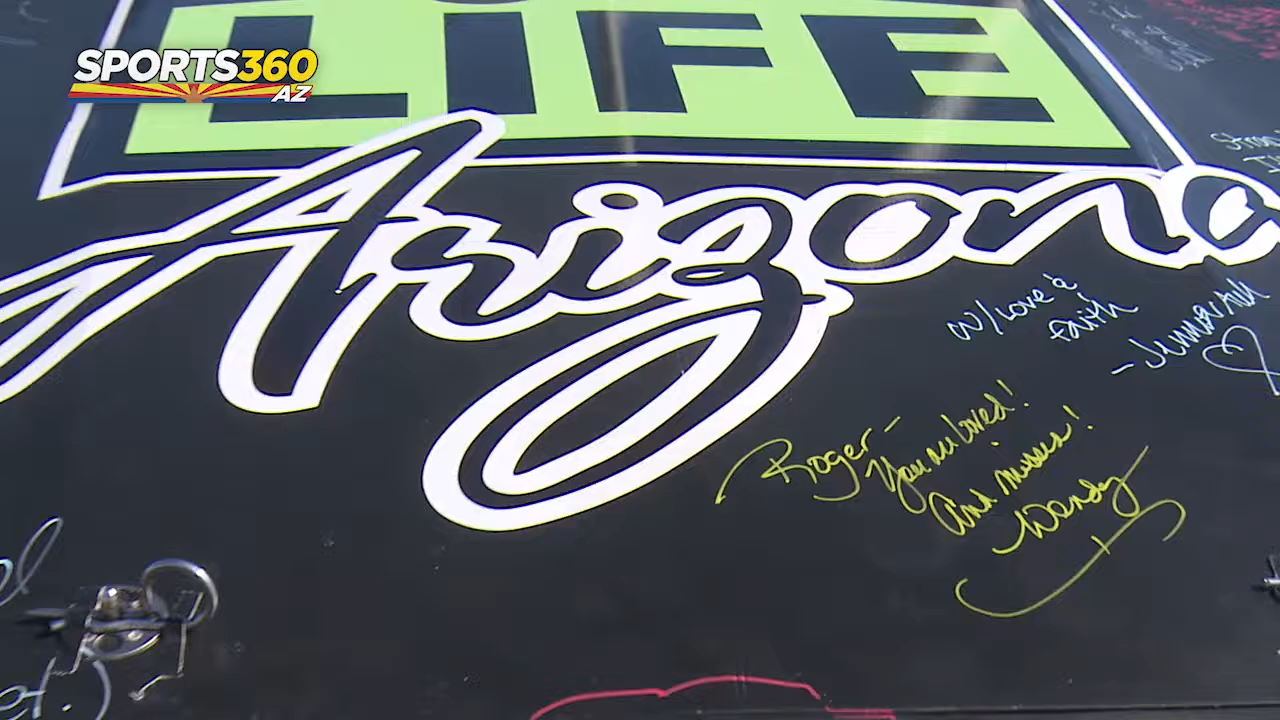 LIFE
SPORTS360
AZ
Arizona
w/Love &
faith
Roger-
You are loved!
And missed!
Wendy